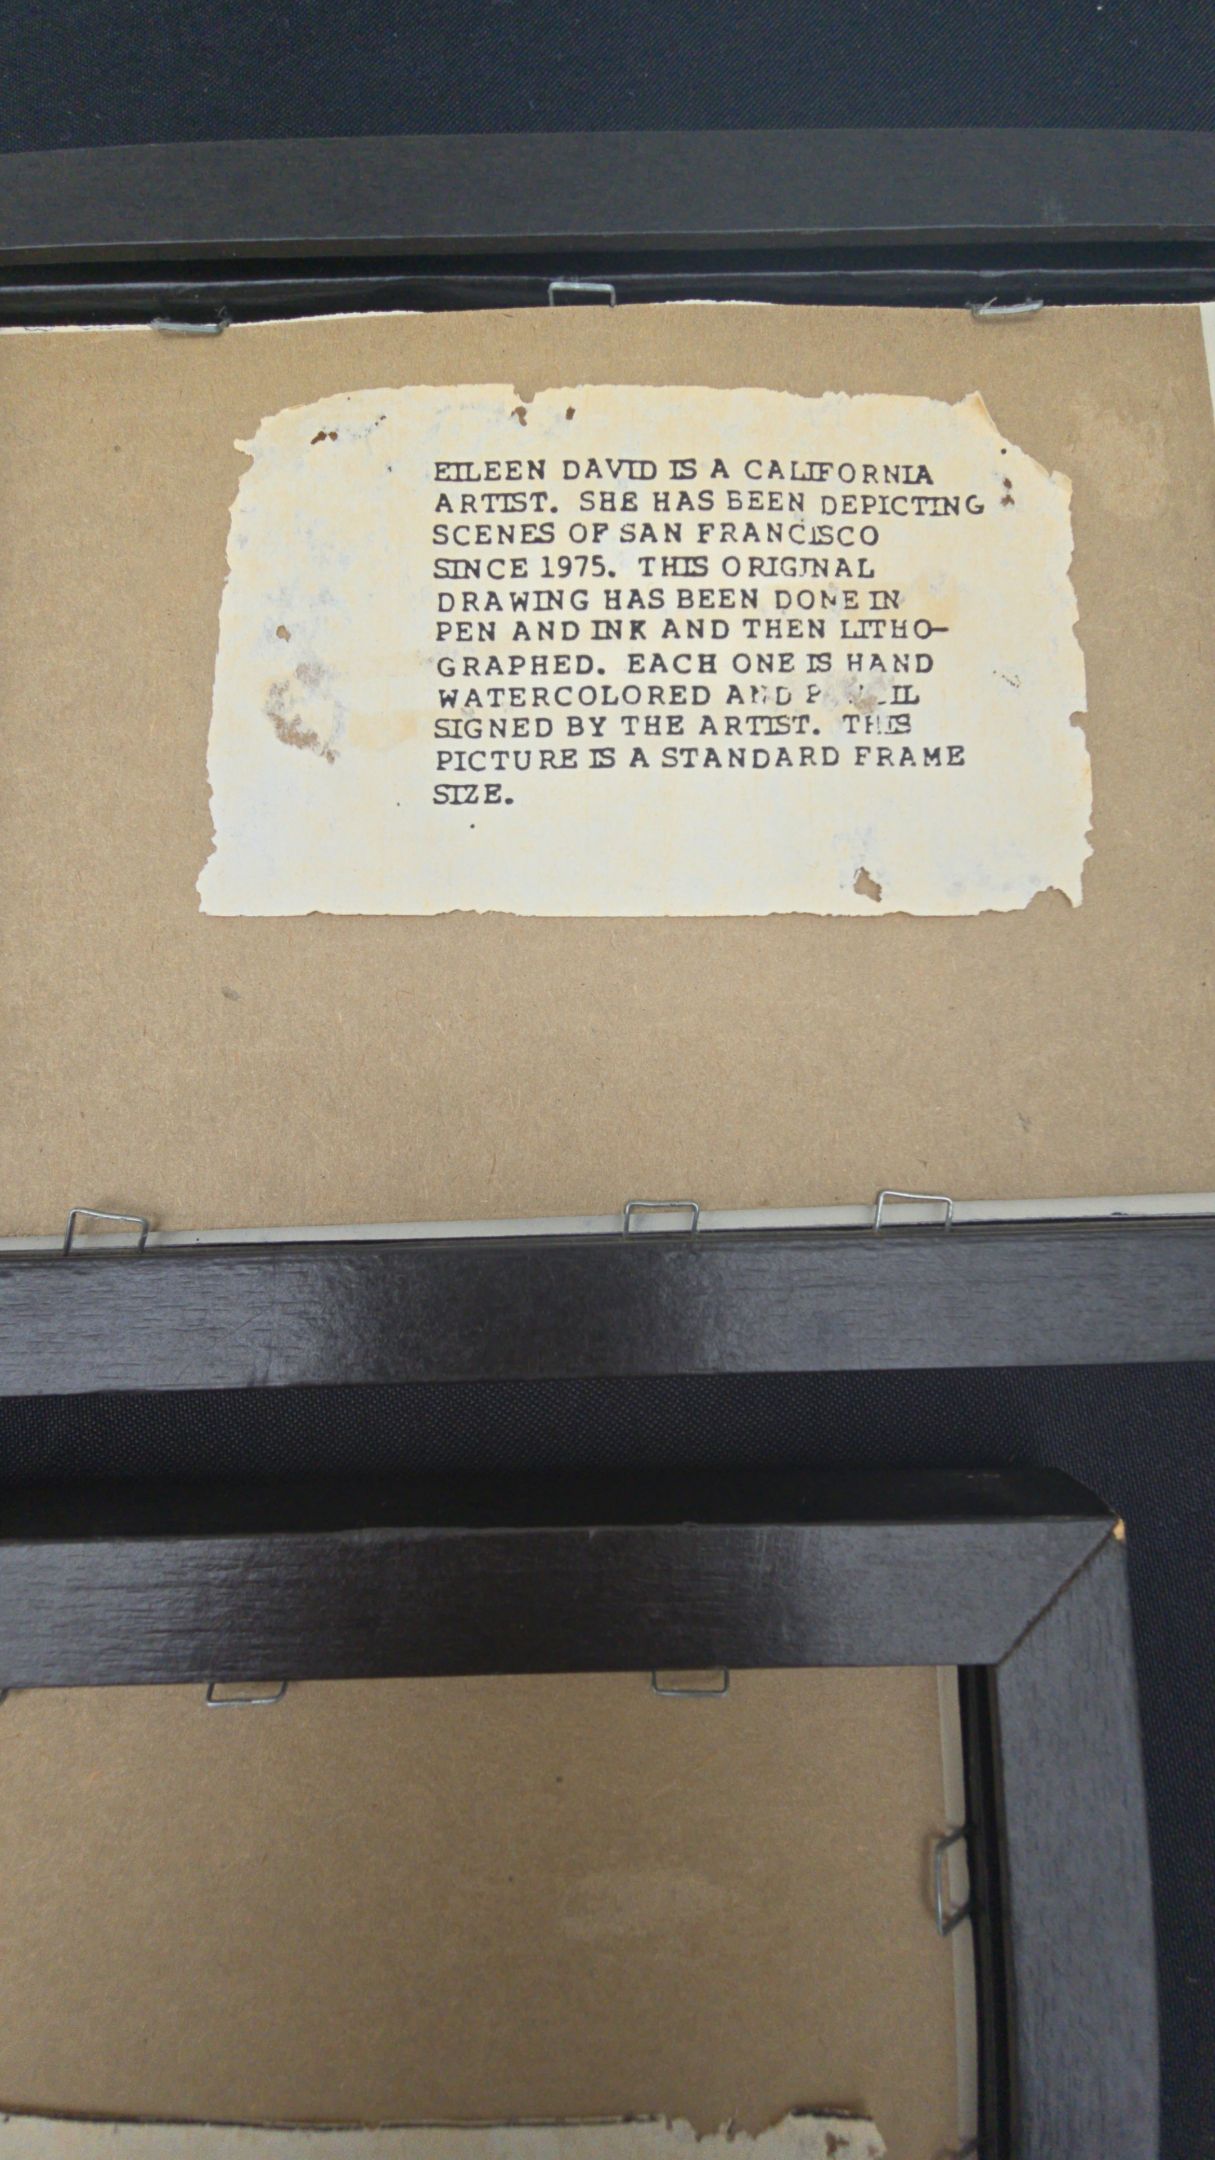 EILEEN DAVID IS A CALIFORNIA
ARTIST. SHE HAS BEEN DEPICTING
SCENES OF SAN FRANCISCO
SINCE 1975. THIS ORIGINAL
DRAWING HAS BEEN DONE IN
PEN AND INK AND THEN LITHO-
GRAPHED. EACH ONE IS HAND
WATERCOLORED AND
SIGNED BY THE ARTIST. THIS
PICTURE IS A STANDARD FRAME
SIZE.